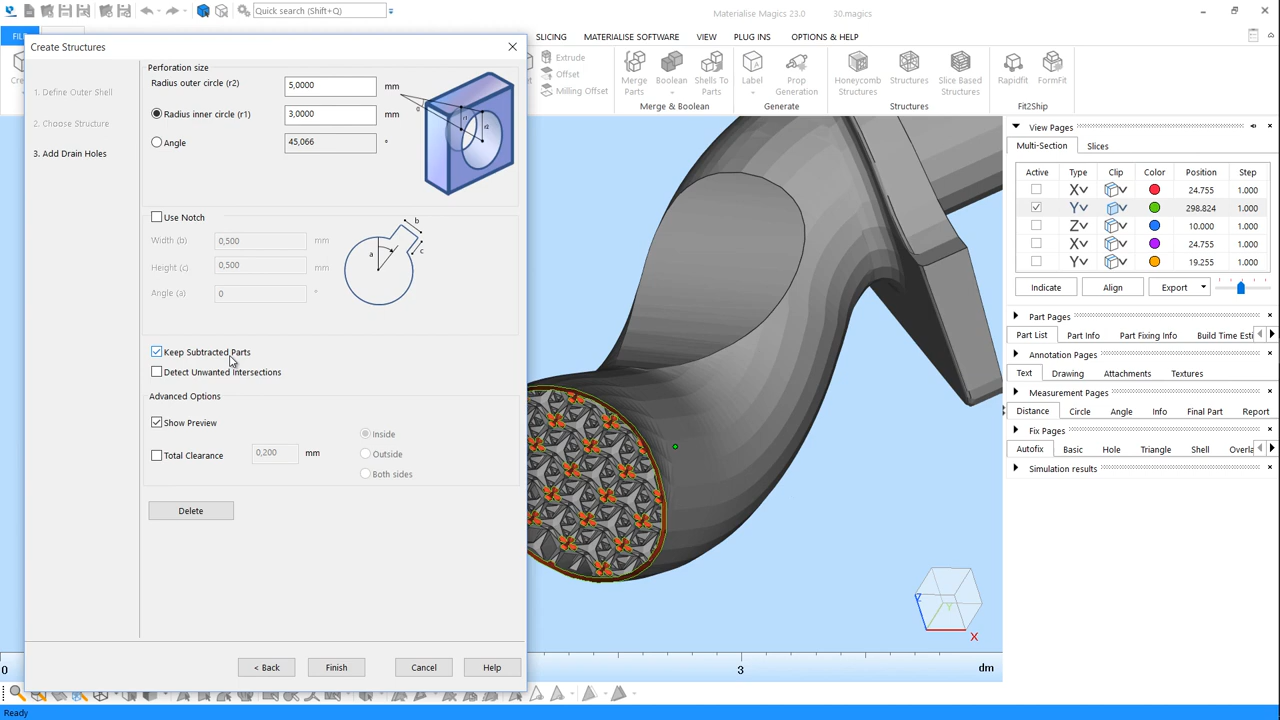 Quick search (Shift+Q)
Materialise Magics 23.0
30.magics
SLICING
MATERIALISE SOFTWARE
VIEW
PLUG INS
OPTIONS & HELP
Extrude
Offset
Milling Offset
Merge Parts
Boolean
Shells To Parts
Label
Prop Generation
Honeycomb Structures
Structures
Slice Based Structures
Rapidfit
FormFit
Merge & Boolean
Generate
Structures
Fit2Ship
Create Structures
1. Define Outer Shell
2. Choose Structure
3. Add Drain Holes
Perforation size
Radius outer circle (r2) 5,0000 mm
Radius inner circle (r1) 3,0000 mm
Angle 45,066 °
Use Notch
Width (b) 0,500 mm
Height (c) 0,500 mm
Angle (a) 0 °
a
b
c
r1
r2
Keep Subtracted Parts
Detect Unwanted Intersections
Advanced Options
Show Preview
Total Clearance 0,200 mm
Inside
Outside
Both sides
Delete
< Back
Finish
Cancel
Help
View Pages
Multi-Section Slices
Active Type Clip Color Position Step
X 24.755 1.000
Y 298.824 1.000
Z 10.000 1.000
X 24.755 1.000
Y 19.255 1.000
Indicate Align Export
Part Pages
Part List Part Info Part Fixing Info Build Time Esti
Annotation Pages
Text Drawing Attachments Textures
Measurement Pages
Distance Circle Angle Info Final Part Report
Fix Pages
Autofix Basic Hole Triangle Shell Overla
Simulation results
Z
Y
X
0
3
dm
Ready